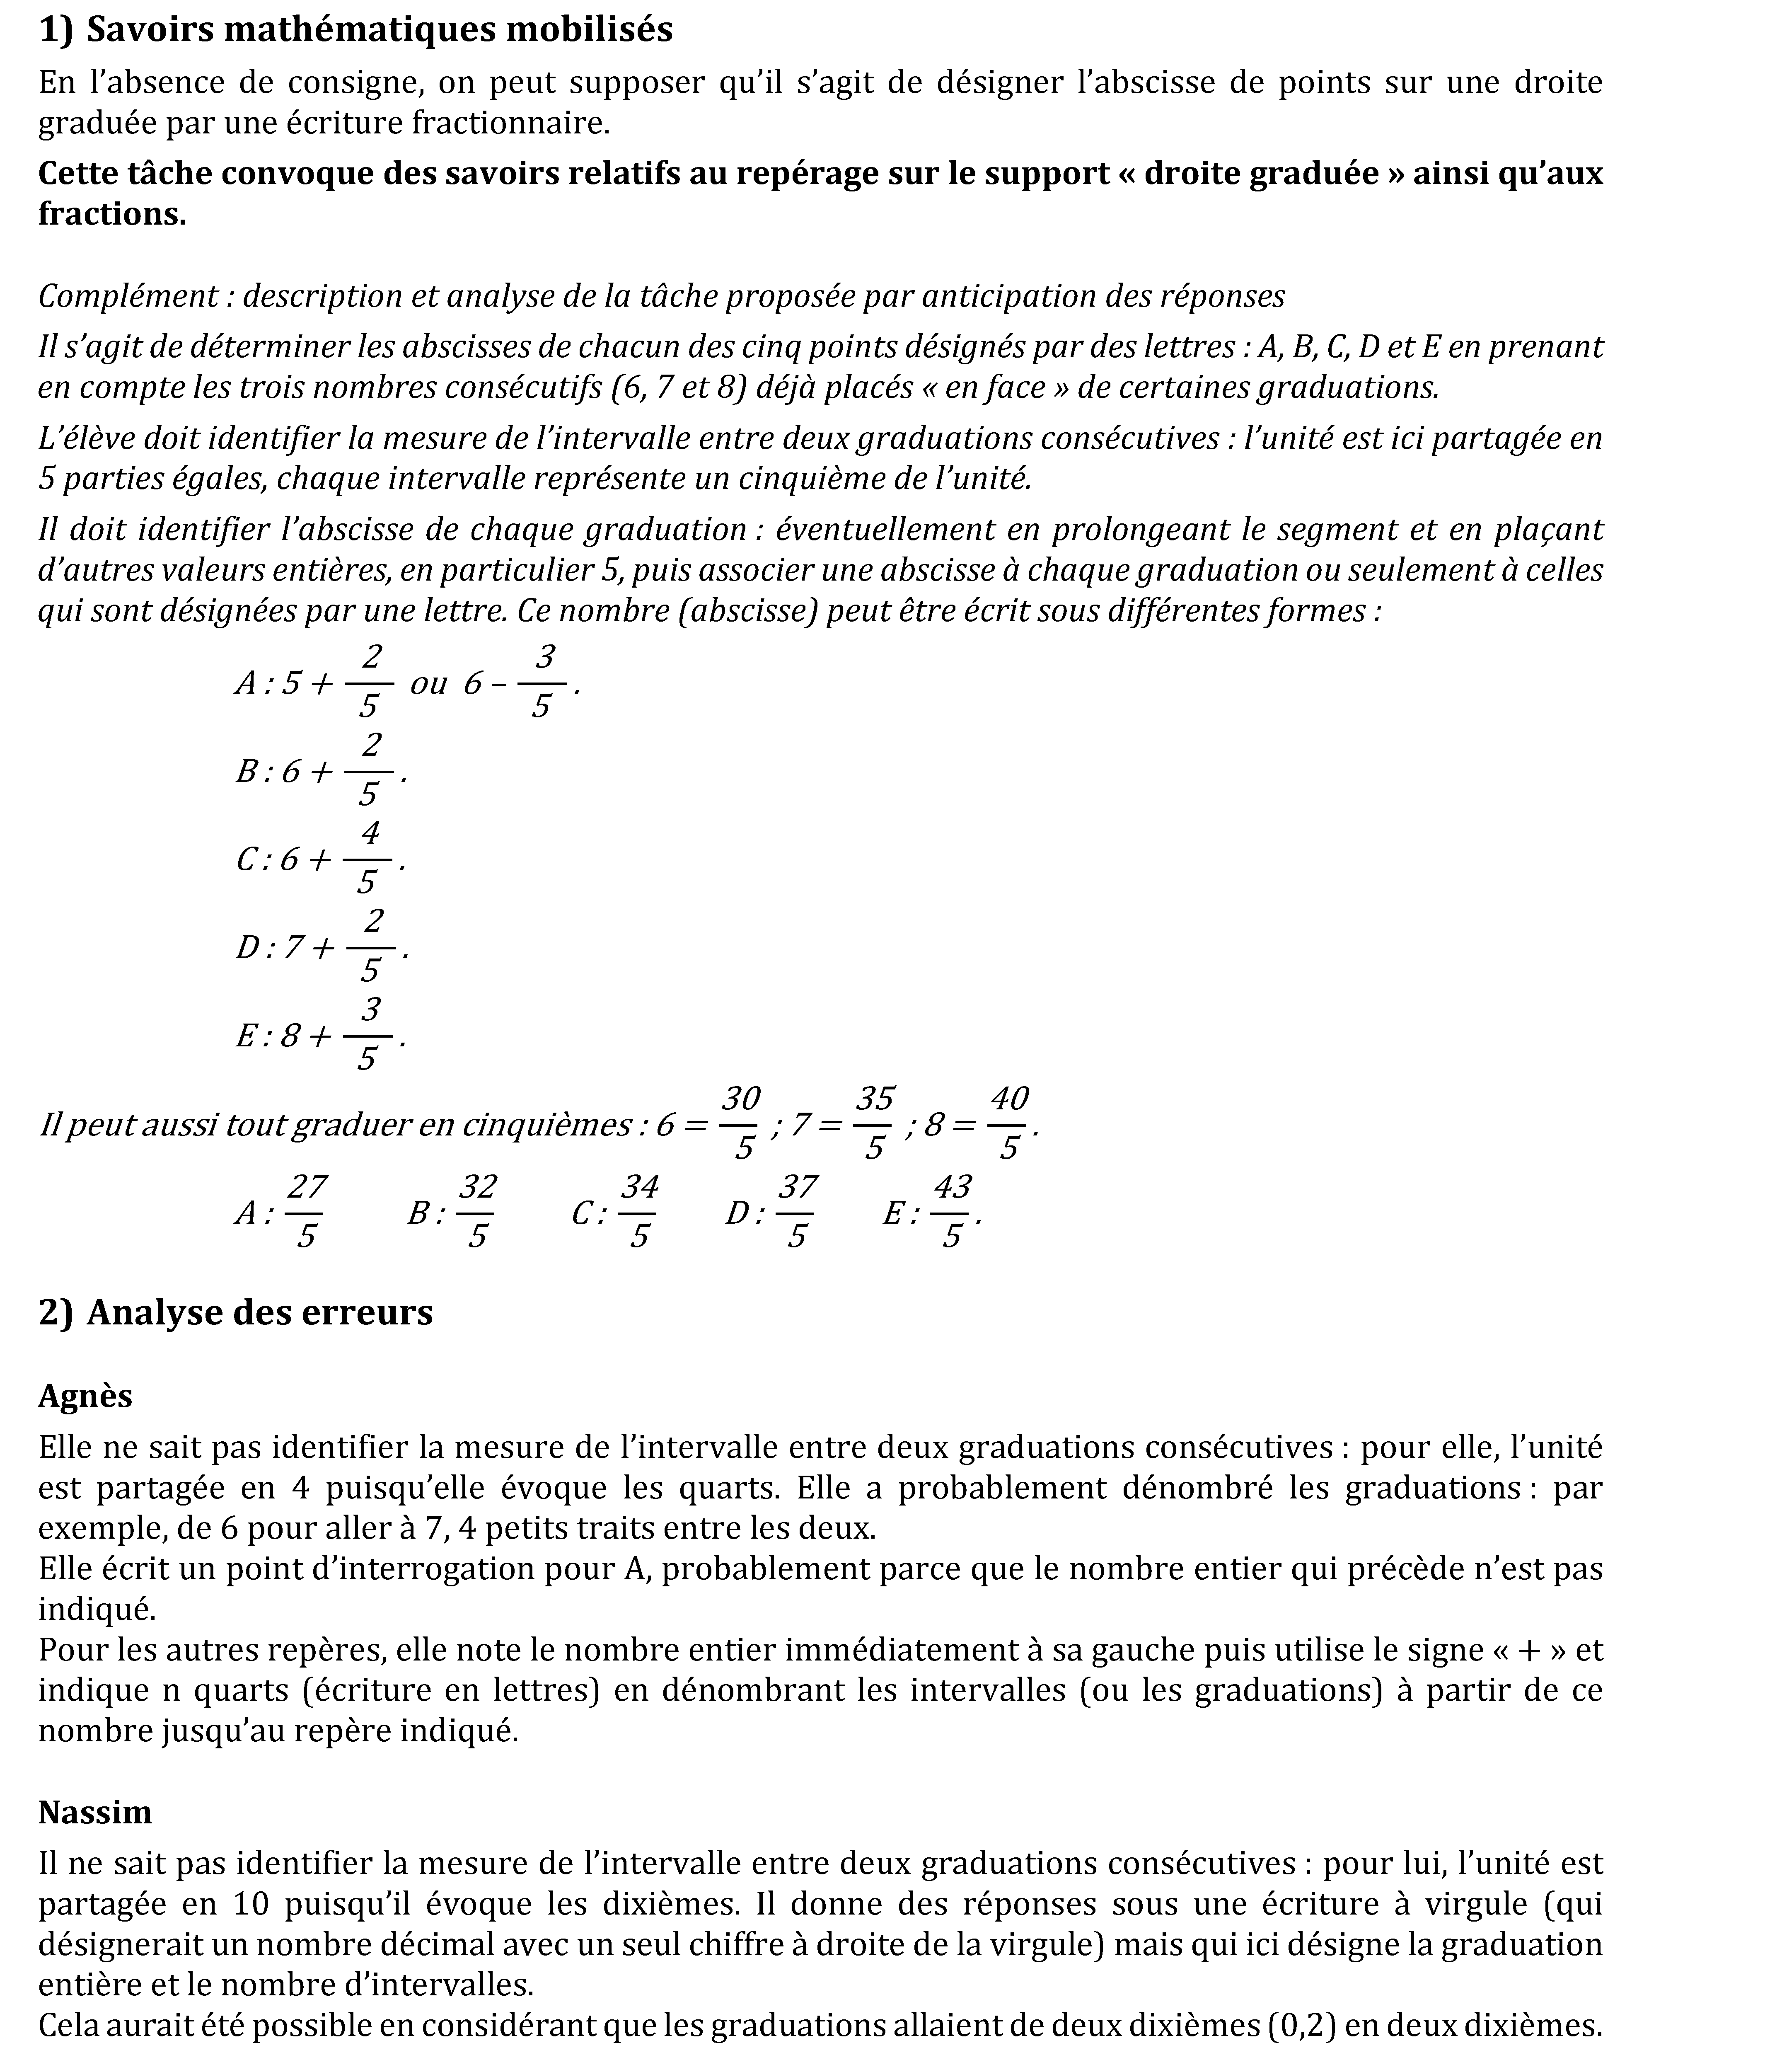 1) Savoirs mathématiques mobilisés
En l’absence de consigne, on peut supposer qu’il s’agit de désigner l’abscisse de points sur une droite
graduée par une écriture fractionnaire.
Cette tâche convoque des savoirs relatifs au repérage sur le support « droite graduée » ainsi qu’aux
fractions.
Complément : description et analyse de la tâche proposée par anticipation des réponses
Il s’agit de déterminer les abscisses de chacun des cinq points désignés par des lettres : A, B, C, D et E en prenant
en compte les trois nombres consécutifs (6, 7 et 8) déjà placés « en face » de certaines graduations.
L’élève doit identifier la mesure de l’intervalle entre deux graduations consécutives : l’unité est ici partagée en
5 parties égales, chaque intervalle représente un cinquième de l’unité.
Il doit identifier l’abscisse de chaque graduation : éventuellement en prolongeant le segment et en plaçant
d’autres valeurs entières, en particulier 5, puis associer une abscisse à chaque graduation ou seulement à celles
qui sont désignées par une lettre. Ce nombre (abscisse) peut être écrit sous différentes formes :
A : 5 + 2/5 ou 6 – 3/5.
B : 6 + 2/5.
C : 6 + 4/5.
D : 7 + 2/5.
E : 8 + 3/5.
Il peut aussi tout graduer en cinquièmes : 6 = 30/5 ; 7 = 35/5 ; 8 = 40/5.
A : 27/5 B : 32/5 C : 34/5 D : 37/5 E : 43/5.
2) Analyse des erreurs
Agnès
Elle ne sait pas identifier la mesure de l’intervalle entre deux graduations consécutives : pour elle, l’unité
est partagée en 4 puisqu’elle évoque les quarts. Elle a probablement dénombré les graduations : par
exemple, de 6 pour aller à 7, 4 petits traits entre les deux.
Elle écrit un point d’interrogation pour A, probablement parce que le nombre entier qui précède n’est pas
indiqué.
Pour les autres repères, elle note le nombre entier immédiatement à sa gauche puis utilise le signe « + » et
indique n quarts (écriture en lettres) en dénombrant les intervalles (ou les graduations) à partir de ce
nombre jusqu’au repère indiqué.
Nassim
Il ne sait pas identifier la mesure de l’intervalle entre deux graduations consécutives : pour lui, l’unité est
partagée en 10 puisqu’il évoque les dixièmes. Il donne des réponses sous une écriture à virgule (qui
désignerait un nombre décimal avec un seul chiffre à droite de la virgule) mais qui ici désigne la graduation
entière et le nombre d’intervalles.
Cela aurait été possible en considérant que les graduations allaient de deux dixièmes (0,2) en deux dixièmes.